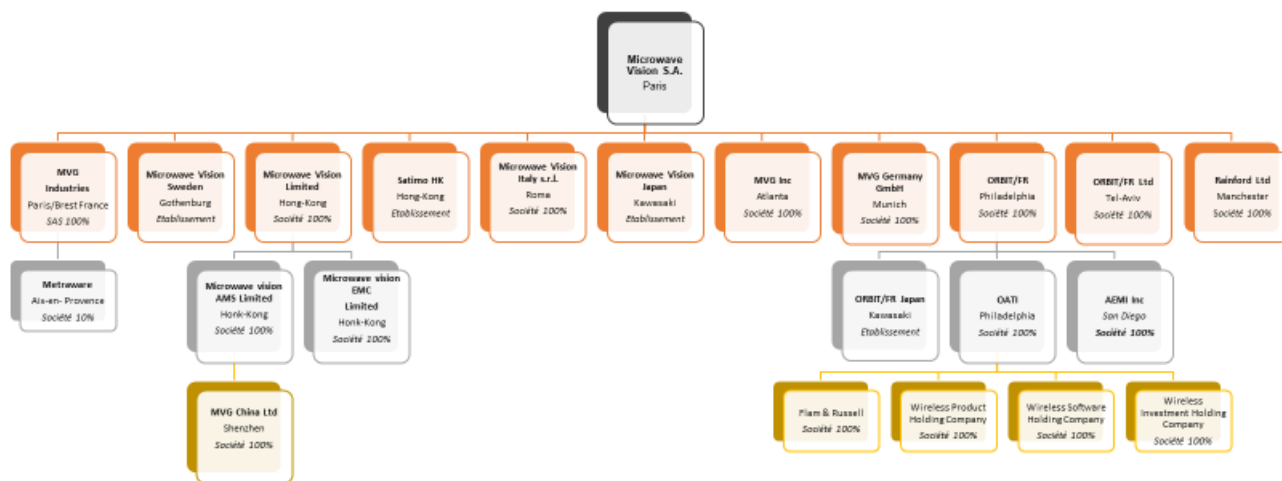 Microwave
Vision S.A.
Paris
MVG
Industries
Paris/Brest France
SAS 100%
Microwave Vision
Sweden
Gothenburg
Etablissement
Microwave Vision
Limited
Hong-Kong
Société 100%
Satimo HK
Hong-Kong
Etablissement
Microwave Vision
Italy s.r.l.
Roma
Société 100%
Microwave Vision
Japan
Kawasaki
Etablissement
MVG Inc
Atlanta
Société 100%
MVG Germany
GmbH
Munich
Société 100%
ORBIT/FR
Philadelphia
Société 100%
ORBIT/FR Ltd
Tel-Aviv
Société 100%
Rainford Ltd
Manchester
Société 100%
Metraware
Aix-en- Provence
Société 10%
Microwave vision
AMS Limited
Honk-Kong
Société 100%
Microwave vision
EMC
Limited
Honk-Kong
Société 100%
ORBIT/FR Japan
Kawasaki
Etablissement
OATI
Philadelphia
Société 100%
AEMI Inc
San Diego
Société 100%
MVG China Ltd
Shenzhen
Société 100%
Flam & Russell
Société 100%
Wireless Product
Holding Company
Société 100%
Wireless Software
Holding Company
Société 100%
Wireless
Investment Holding
Company
Société 100%